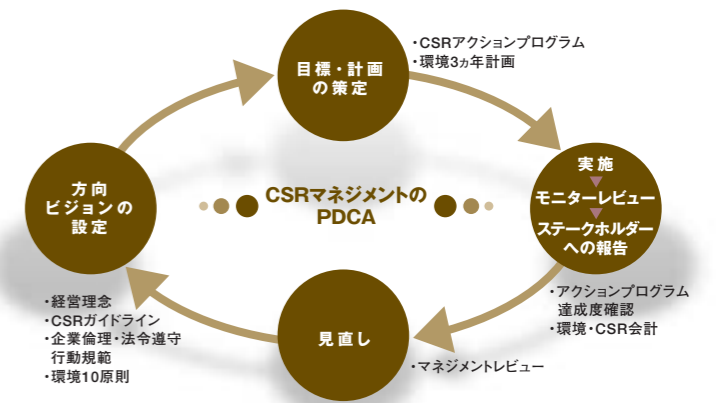 目標・計画
の策定
・CSRアクションプログラム
・環境3ヵ年計画
方向
ビジョンの
設定
CSRマネジメントの
PDCA
実施
モニターレビュー
ステークホルダー
への報告
・経営理念
・CSRガイドライン
・企業倫理・法令遵守
行動規範
・環境10原則
見直し
・マネジメントレビュー
・アクションプログラム
達成度確認
・環境・CSR会計